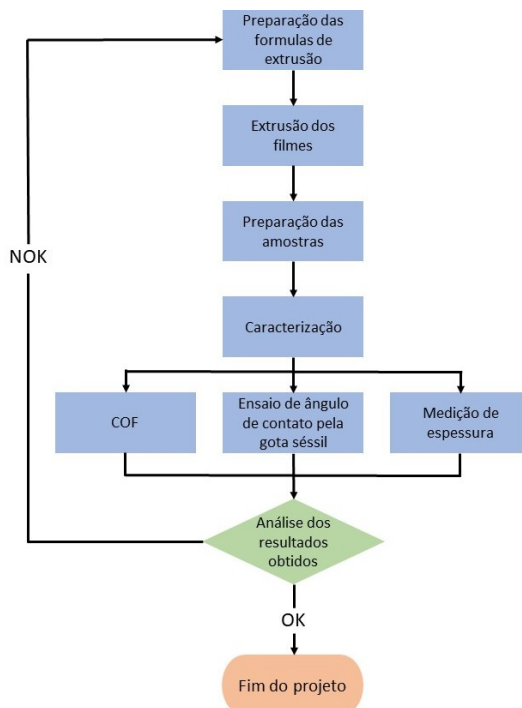 Preparação das
formulas de
extrusão
Extrusão dos
filmes
Preparação das
amostras
NOK
Caracterização
COF
Ensaio de ângulo
de contato pela
gota séssil
Medição de
espessura
Análise dos
resultados
obtidos
OK
Fim do projeto